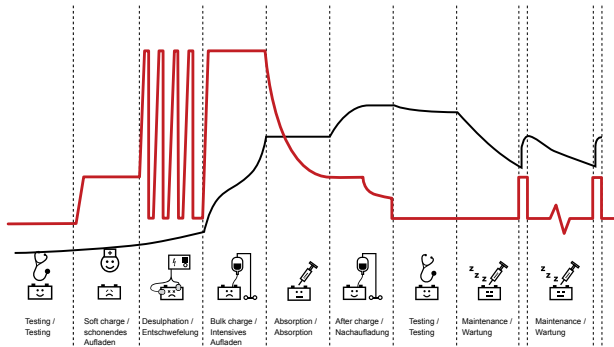 Testing /
Testing
Soft charge /
schonendes
Aufladen
Desulphation /
Entschwefelung
Bulk charge /
Intensives
Aufladen
Absorption /
Absorption
After charge /
Nachaufladung
Testing /
Testing
z z z
Maintenance /
Wartung
z z z
Maintenance /
Wartung